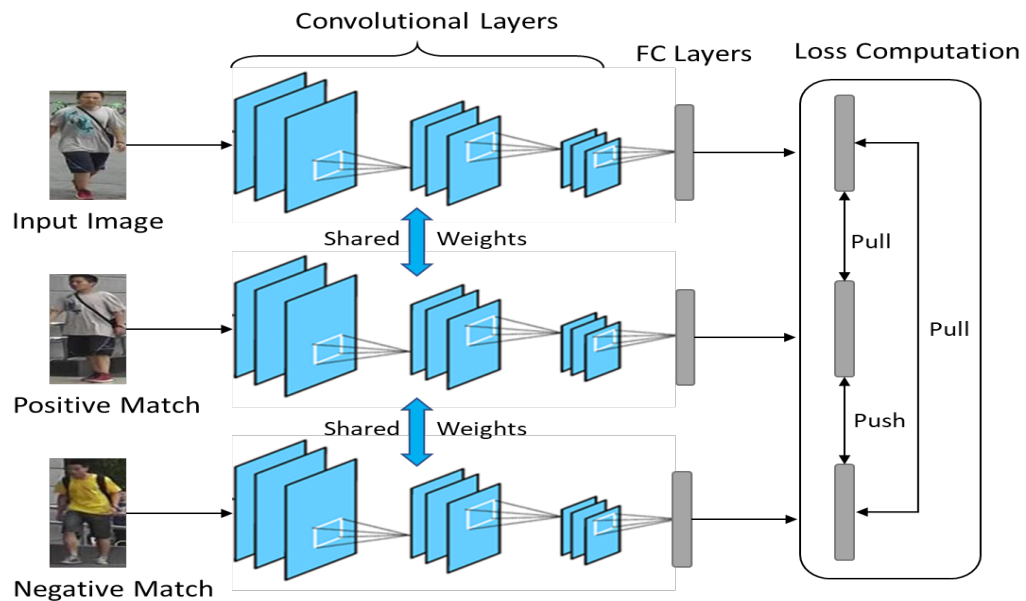 Convolutional Layers
FC Layers
Loss Computation
Input Image
Shared Weights
Pull
Pull
Positive Match
Shared Weights
Push
Negative Match